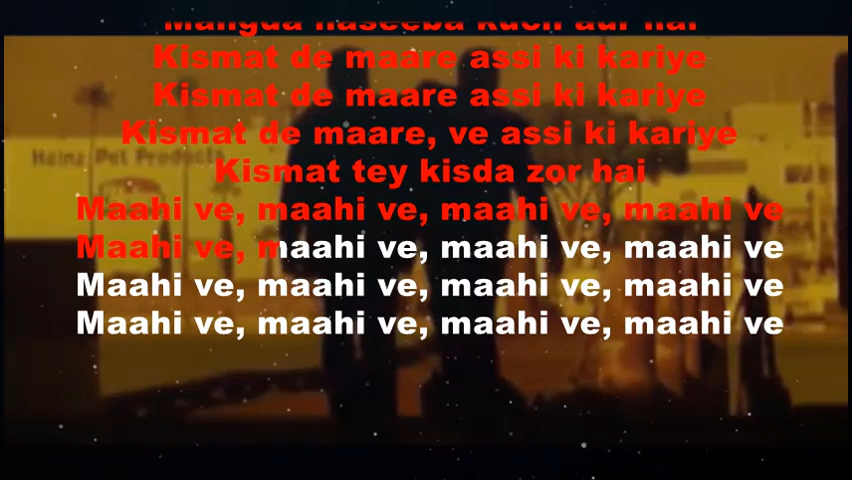 Mangda naseeba kuch aur hai
Kismat de maare assi ki kariye
Kismat de maare assi ki kariye
Kismat de maare, ve assi ki kariye
Heinz Pet Products
Kismat tey kisda zor hai
Maahi ve, maahi ve, maahi ve, maahi ve
Maahi ve, maahi ve, maahi ve, maahi ve
Maahi ve, maahi ve, maahi ve, maahi ve
Maahi ve, maahi ve, maahi ve, maahi ve